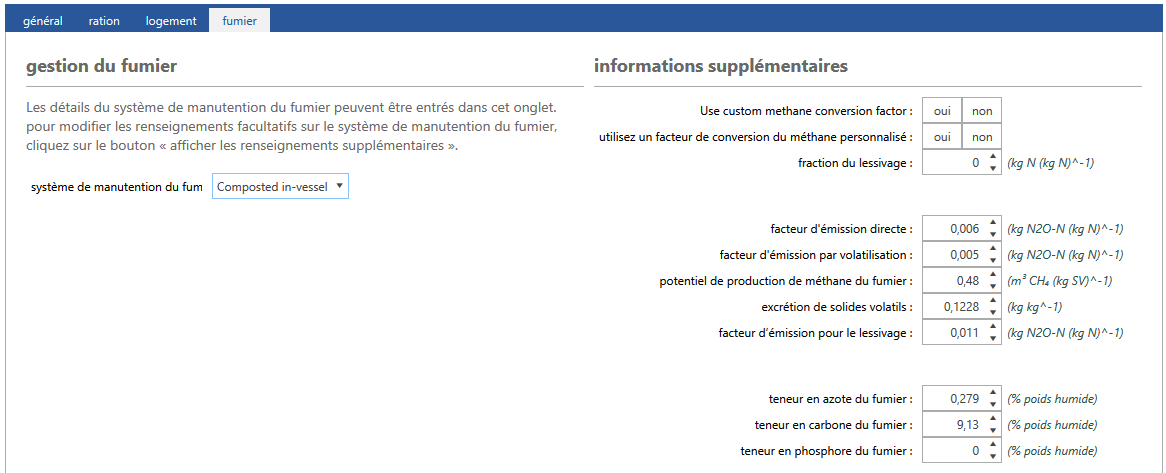 général ration logement fumier
gestion du fumier
Les détails du système de manutention du fumier peuvent être entrés dans cet onglet.
pour modifier les renseignements facultatifs sur le système de manutention du fumier,
cliquez sur le bouton « afficher les renseignements supplémentaires ».
système de manutention du fum Composted in-vessel
informations supplémentaires
Use custom methane conversion factor : oui non
utilisez un facteur de conversion du méthane personnalisé : oui non
fraction du lessivage : 0 (kg N (kg N)^-1)
facteur d'émission directe : 0,006 (kg N2O-N (kg N)^-1)
facteur d'émission par volatilisation : 0,005 (kg N2O-N (kg N)^-1)
potentiel de production de méthane du fumier : 0,48 (m³ CH₄ (kg SV)^-1)
excrétion de solides volatils : 0,1228 (kg kg^-1)
facteur d’émission pour le lessivage : 0,011 (kg N2O-N (kg N)^-1)
teneur en azote du fumier : 0,279 (% poids humide)
teneur en carbone du fumier : 9,13 (% poids humide)
teneur en phosphore du fumier : 0 (% poids humide)